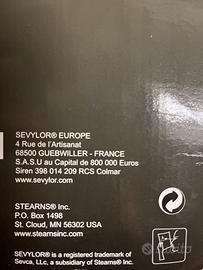 SEVYLOR® EUROPE
4 Rue de l'Artisanat
68500 GUEBWILLER - FRANCE
S.A.S.U au Capital de 800 000 Euros
Siren 398 014 209 RCS Colmar
www.sevylor.com
STEARNS® Inc.
P.O. Box 1498
St. Cloud, MN 56302 USA
www.stearnsinc.com
SEVYLOR® is a registered trademark of
Sevca, LLC, a subsidiary of Stearns® Inc.